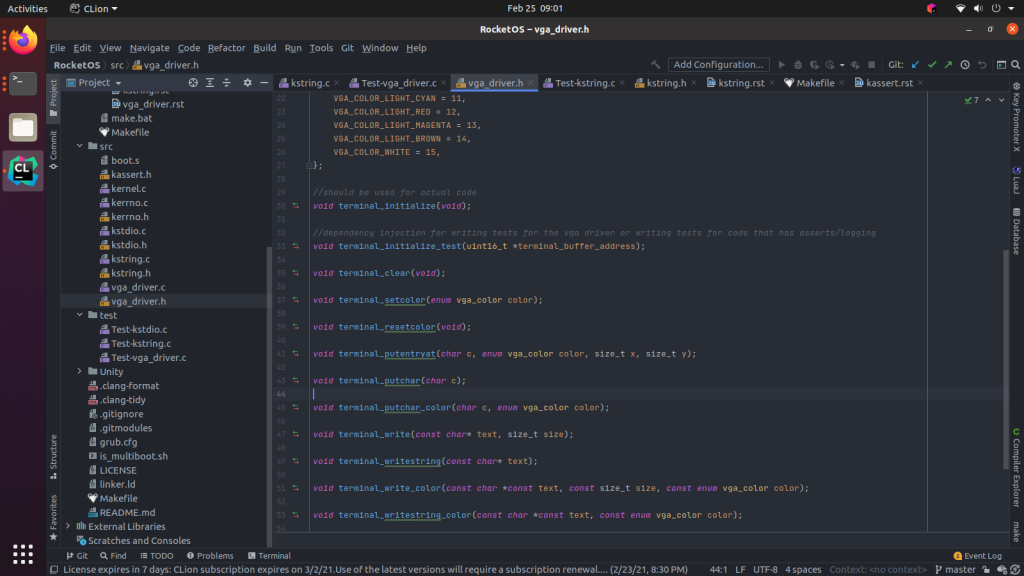 Activities
CLion
Feb 25 09:01
RocketOS – vga_driver.h
File Edit View Navigate Code Refactor Build Run Tools Git Window Help
RocketOS src vga_driver.h
Add Configuration...
Git:
Project
kstring.c
Test-vga_driver.c
vga_driver.h
Test-kstring.c
kstring.h
kstring.rst
Makefile
kassert.rst
kstring.rst
vga_driver.rst
make.bat
Makefile
src
boot.s
kassert.h
kernel.c
kerrno.c
kerrno.h
kstdio.c
kstdio.h
kstring.c
kstring.h
vga_driver.c
vga_driver.h
test
Test-kstdio.c
Test-kstring.c
Test-vga_driver.c
Unity
.clang-format
.clang-tidy
.gitignore
.gitmodules
grub.cfg
is_multiboot.sh
LICENSE
linker.ld
Makefile
README.md
External Libraries
Scratches and Consoles
Project
Commit
Structure
Favorites
22 VGA_COLOR_LIGHT_CYAN = 11,
23 VGA_COLOR_LIGHT_RED = 12,
24 VGA_COLOR_LIGHT_MAGENTA = 13,
25 VGA_COLOR_LIGHT_BROWN = 14,
26 VGA_COLOR_WHITE = 15,
27 };
28
29 //should be used for actual code
30 void terminal_initialize(void);
31
32 //dependency injection for writing tests for the vga driver or writing tests for code that has asserts/logging
33 void terminal_initialize_test(uint16_t *terminal_buffer_address);
34
35 void terminal_clear(void);
36
37 void terminal_setcolor(enum vga_color color);
38
39 void terminal_resetcolor(void);
40
41 void terminal_putentryat(char c, enum vga_color color, size_t x, size_t y);
42
43 void terminal_putchar(char c);
44
45 void terminal_putchar_color(char c, enum vga_color color);
46
47 void terminal_write(const char* text, size_t size);
48
49 void terminal_writestring(const char* text);
50
51 void terminal_write_color(const char *const text, const size_t size, const enum vga_color color);
52
53 void terminal_writestring_color(const char *const text, const enum vga_color color);
54
7
Key Promoter X
LuaJ
Database
Compiler Explorer
make
Git Find TODO Problems Terminal
2 Event Log
License expires in 7 days: CLion subscription expires on 3/2/21.Use of the latest versions will require a subscription renewal.... (2/23/21, 8:30 PM)
44:1 LF UTF-8 4 spaces Context: <no context> master